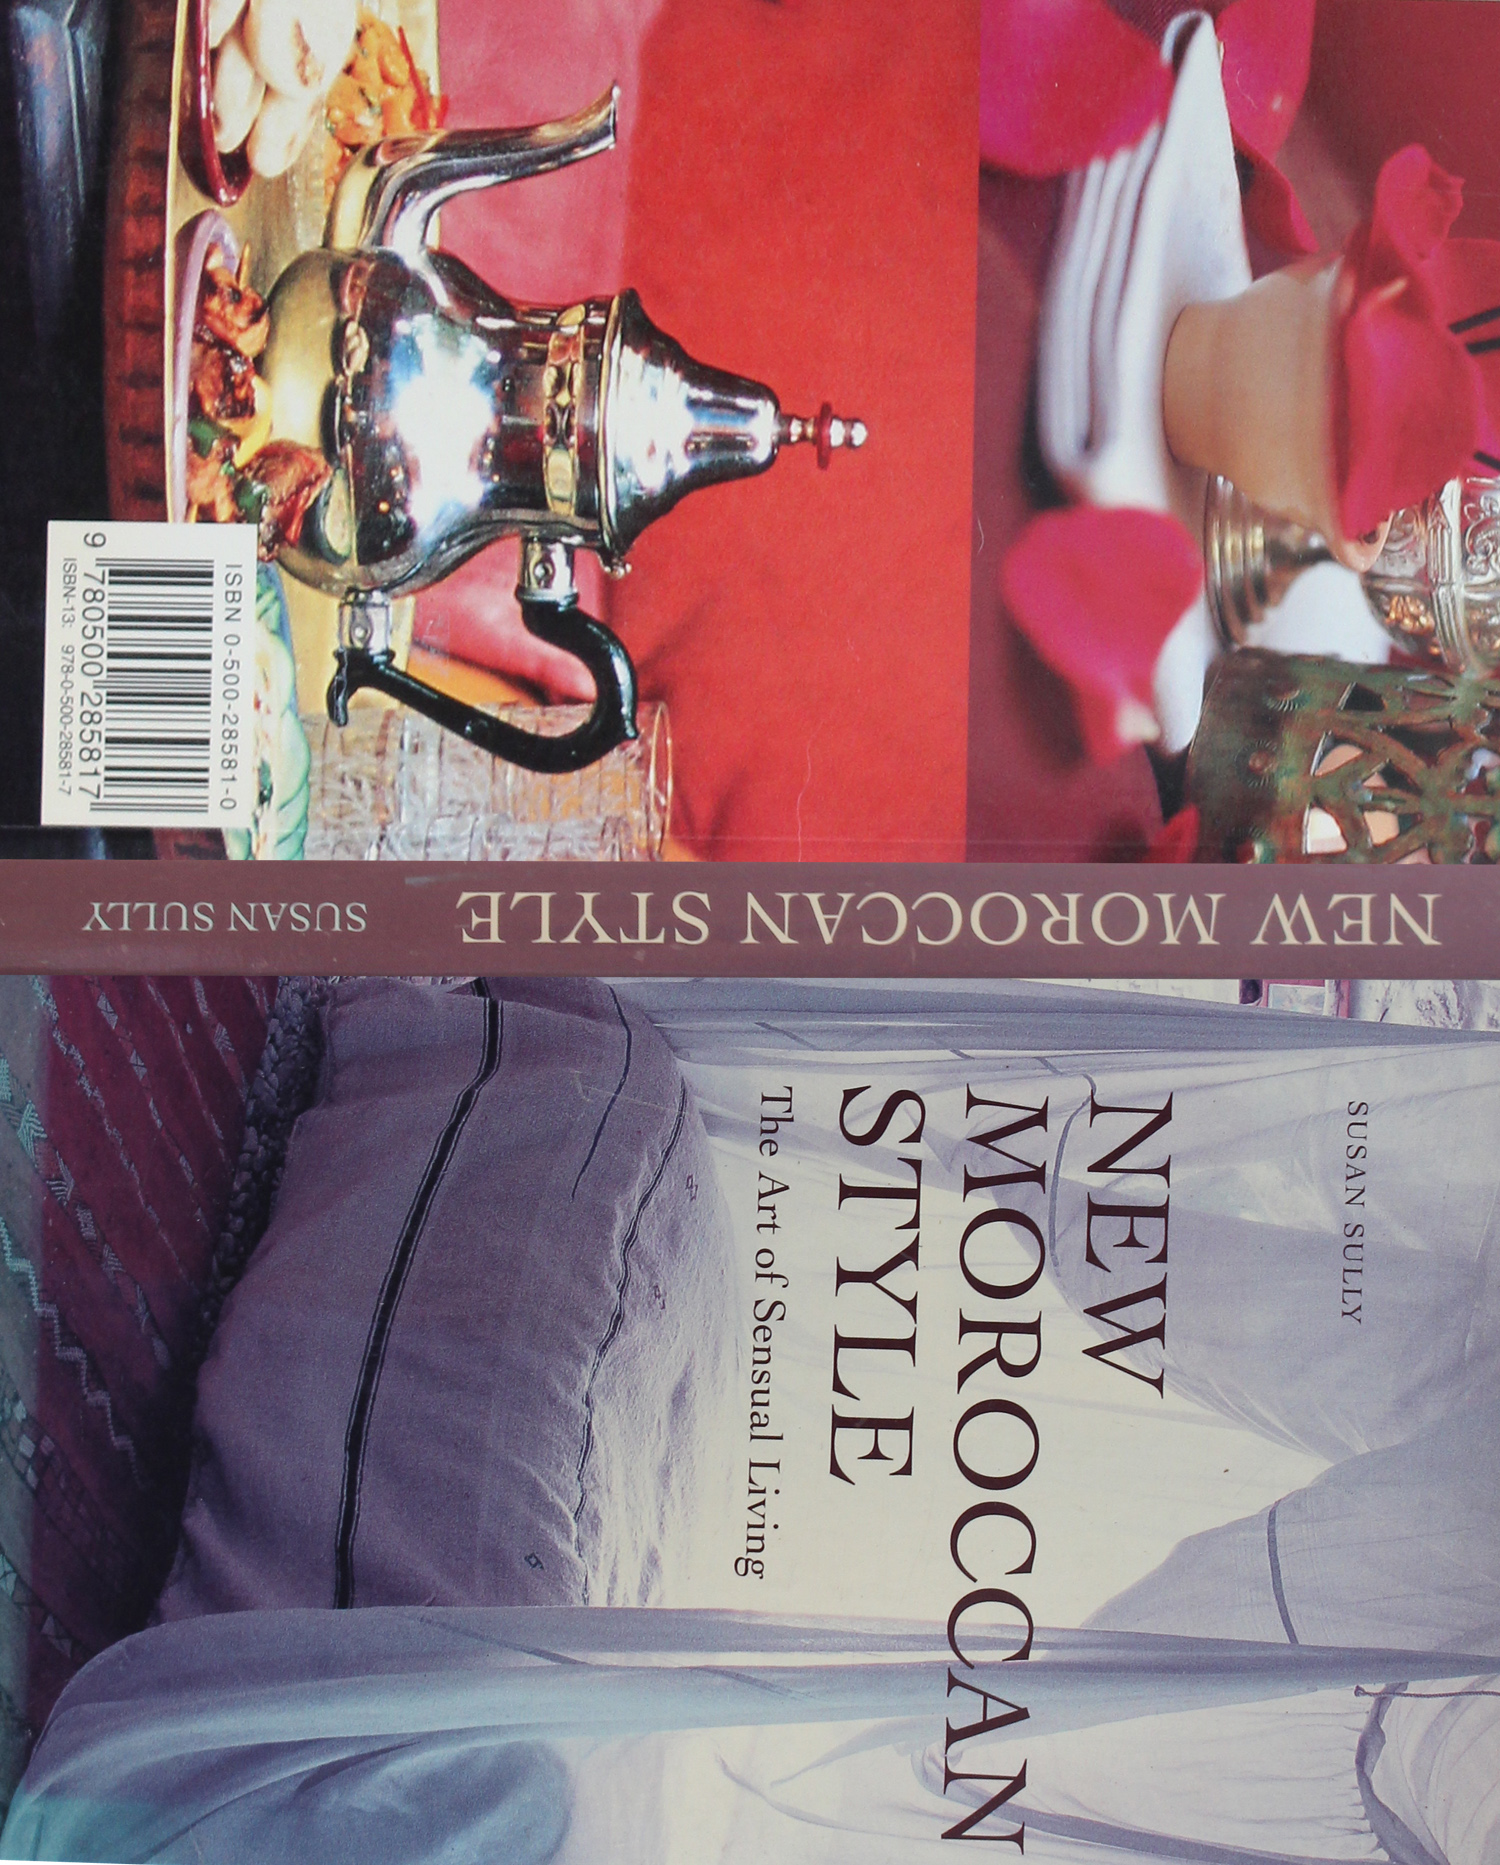 ISBN 0-500-28581-0
9 780500 285817
ISBN-13: 978-0-500-28581-7
NEW MOROCCAN STYLE
SUSAN SULLY
SUSAN SULLY
NEW
MOROCCAN
STYLE
The Art of Sensual Living